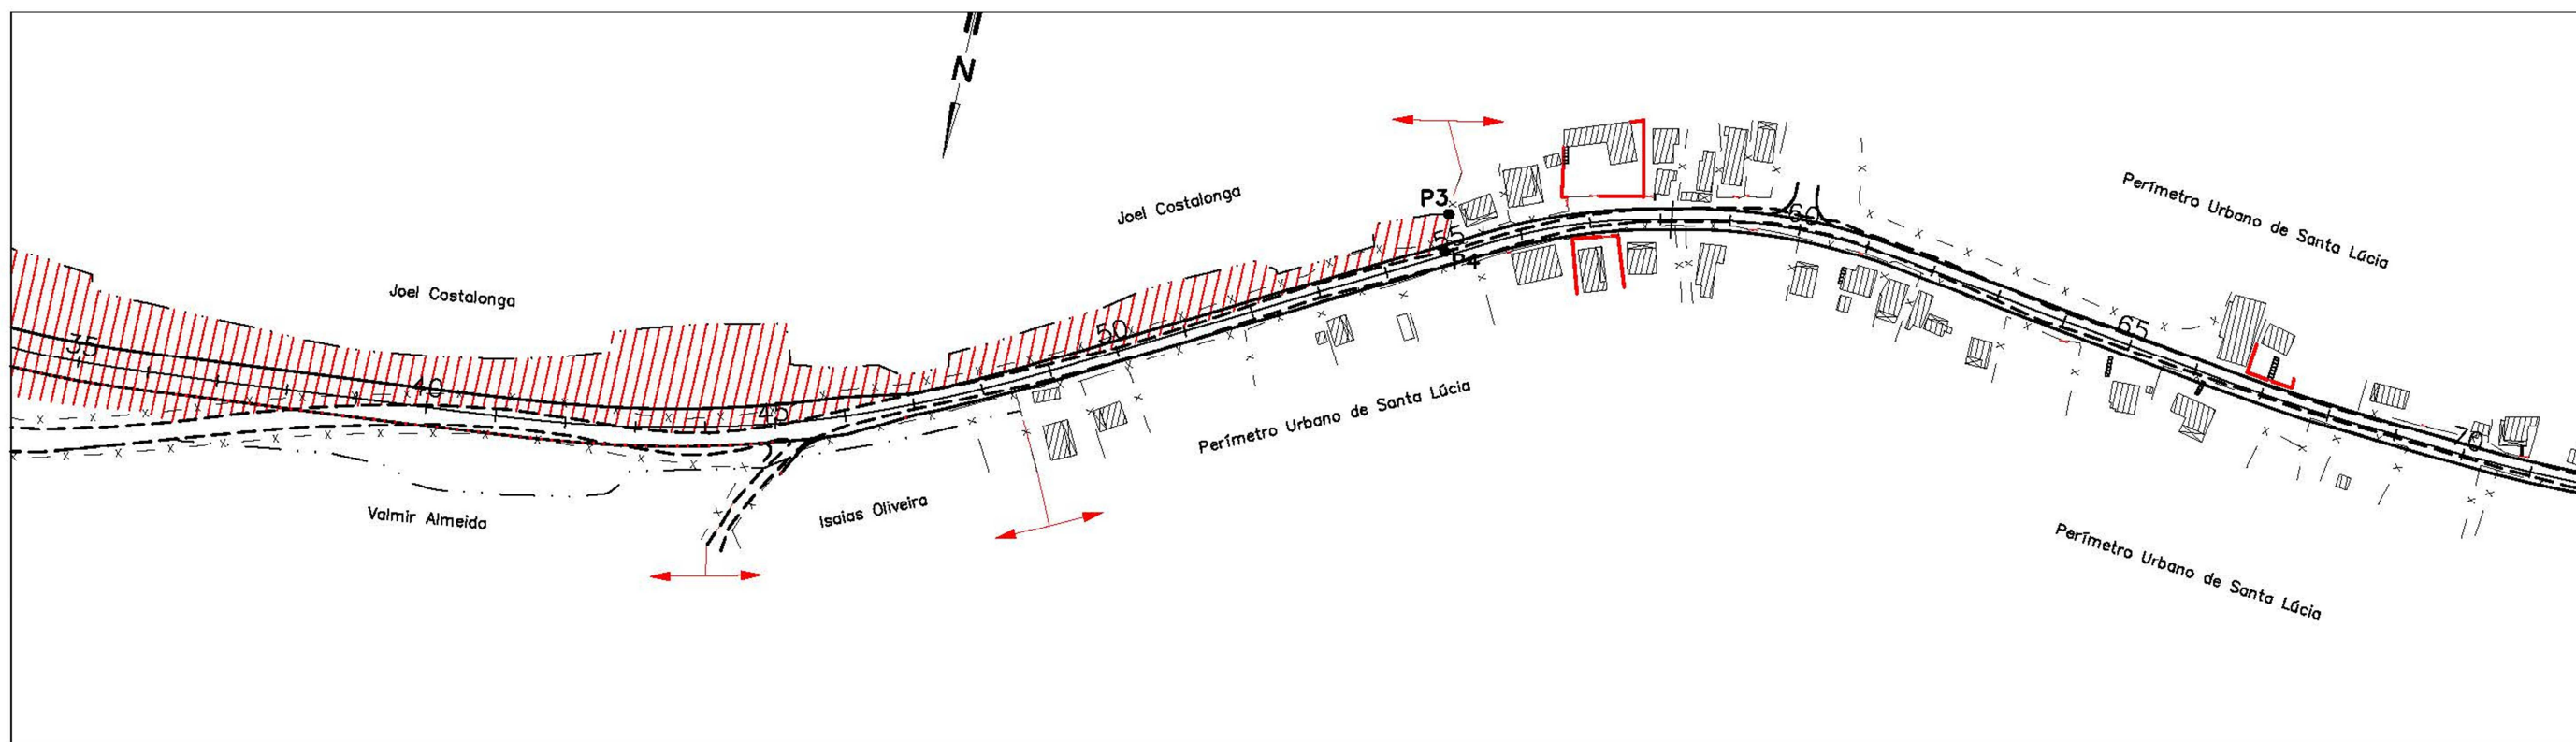 N
Joel Costalonga
P3
Perímetro Urbano de Santa Lúcia
60
55
P4
Joel Costalonga
35
50
65
40
45
Perímetro Urbano de Santa Lúcia
70
Valmir Almeida
Isaias Oliveira
Perímetro Urbano de Santa Lúcia